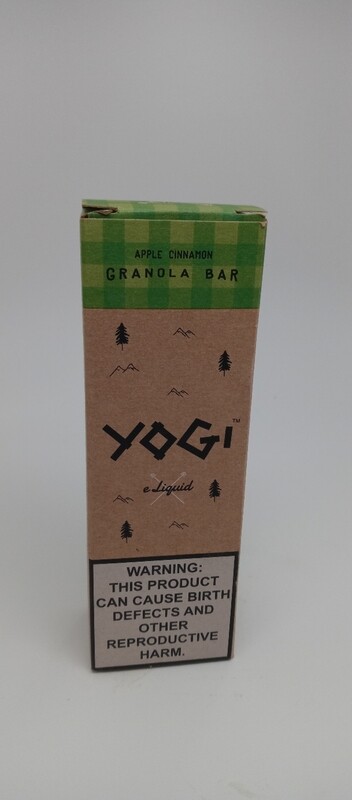 APPLE CINNAMON
GRANOLA BAR
YOGI™
e-Liquid
WARNING:
THIS PRODUCT
CAN CAUSE BIRTH
DEFECTS AND
OTHER
REPRODUCTIVE
HARM.